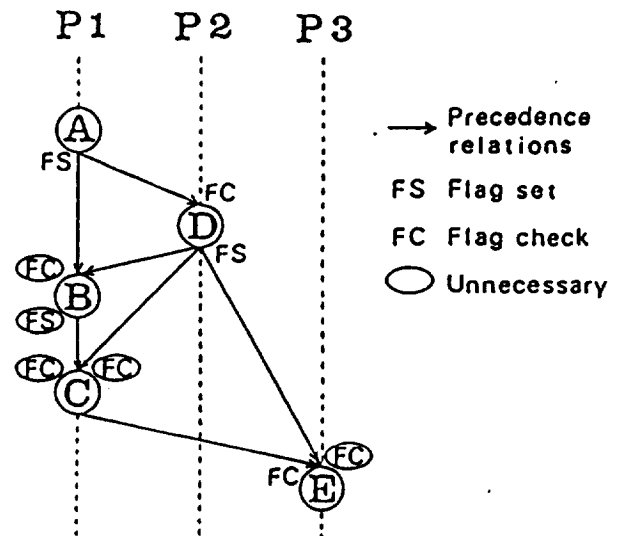 P1 P2 P3
A
FS
FC
D
FS
FC
B
FS
FC FC
C
FC
FC
E
Precedence
relations
FS Flag set
FC Flag check
Unnecessary